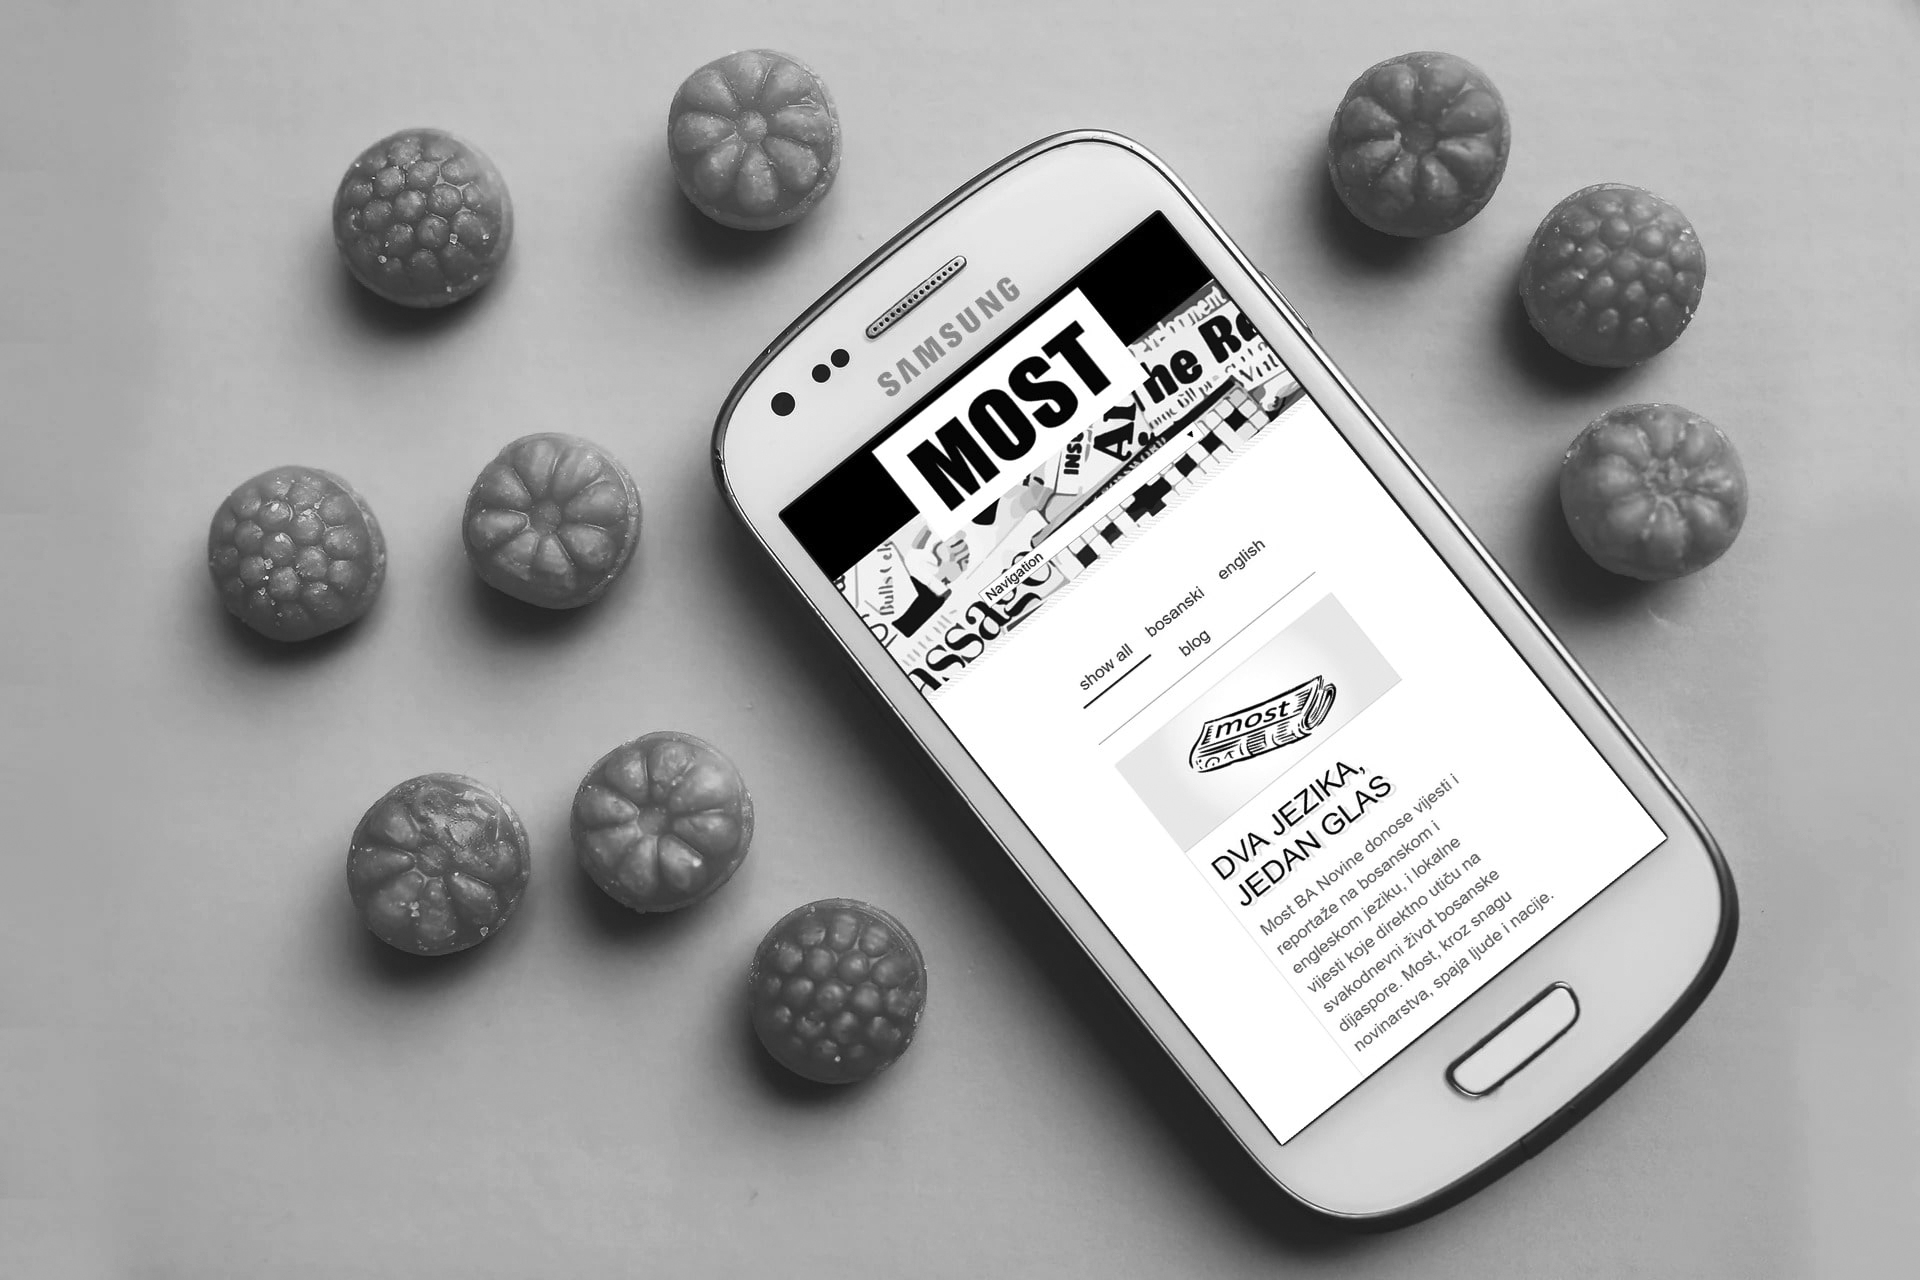 SAMSUNG
MOST
he Re
Navigation
show all bosanski english
blog
most
DVA JEZIKA,
JEDAN GLAS
Most BA Novine donose vijesti i
reportaže na bosanskom i
engleskom jeziku, i lokalne
vijesti koje direktno utiču na
svakodnevni život bosanske
dijaspore. Most, kroz snagu
novinarstva, spaja ljude i nacije.